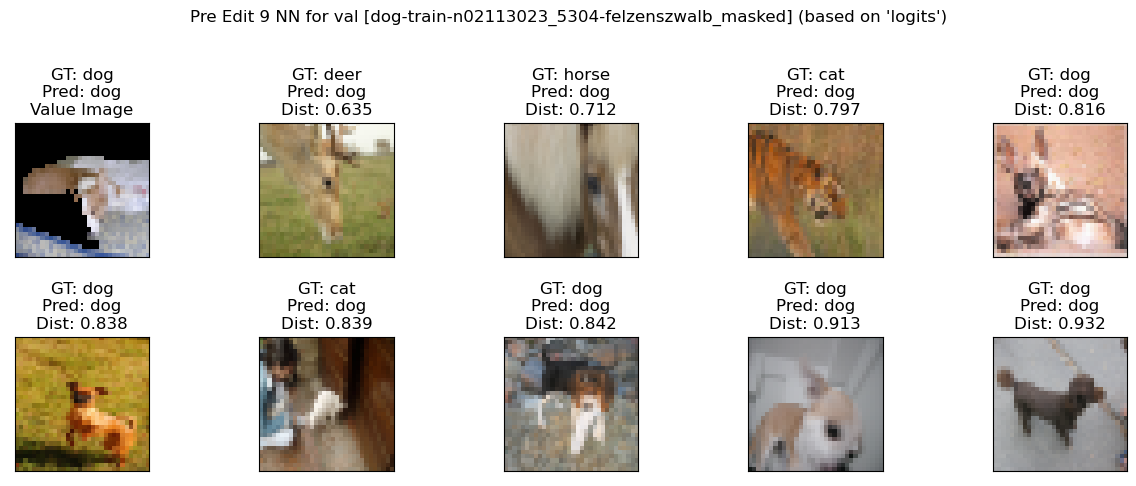 Pre Edit 9 NN for val [dog-train-n02113023_5304-felzenszwalb_masked] (based on 'logits')
GT: dog
Pred: dog
Value Image
GT: deer
Pred: dog
Dist: 0.635
GT: horse
Pred: dog
Dist: 0.712
GT: cat
Pred: dog
Dist: 0.797
GT: dog
Pred: dog
Dist: 0.816
GT: dog
Pred: dog
Dist: 0.838
GT: cat
Pred: dog
Dist: 0.839
GT: dog
Pred: dog
Dist: 0.842
GT: dog
Pred: dog
Dist: 0.913
GT: dog
Pred: dog
Dist: 0.932